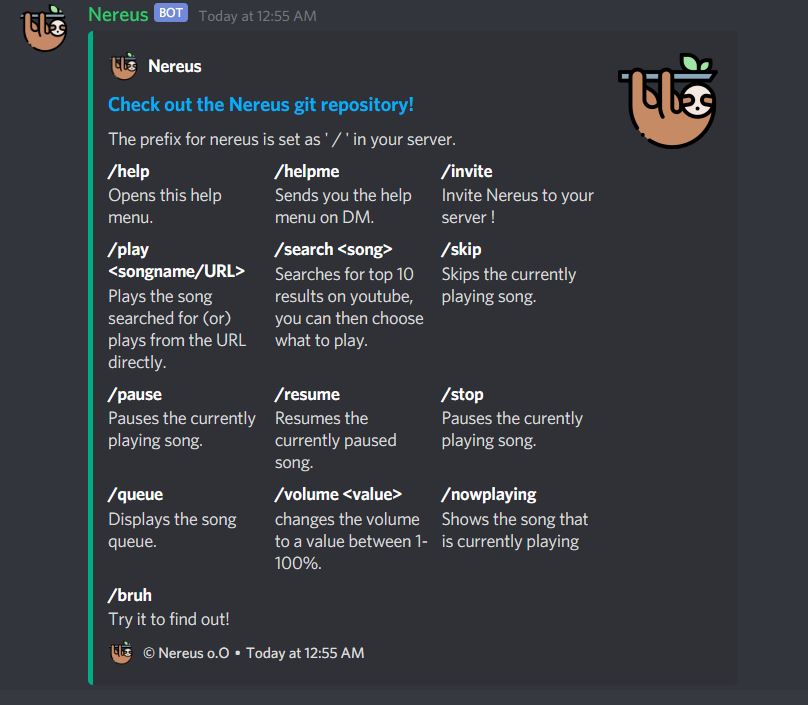 Nereus BOT Today at 12:55 AM
Nereus
Check out the Nereus git repository!
The prefix for nereus is set as ' / ' in your server.
/help
Opens this help
menu.
/helpme
Sends you the help
menu on DM.
/invite
Invite Nereus to your
server !
/play
<songname/URL>
Plays the song
searched for (or)
plays from the URL
directly.
/search <song>
Searches for top 10
results on youtube,
you can then choose
what to play.
/skip
Skips the currently
playing song.
/pause
Pauses the currently
playing song.
/resume
Resumes the
currently paused
song.
/stop
Pauses the curently
playing song.
/queue
Displays the song
queue.
/volume <value>
changes the volume
to a value between 1-
100%.
/nowplaying
Shows the song that
is currently playing
/bruh
Try it to find out!
© Nereus o.O • Today at 12:55 AM